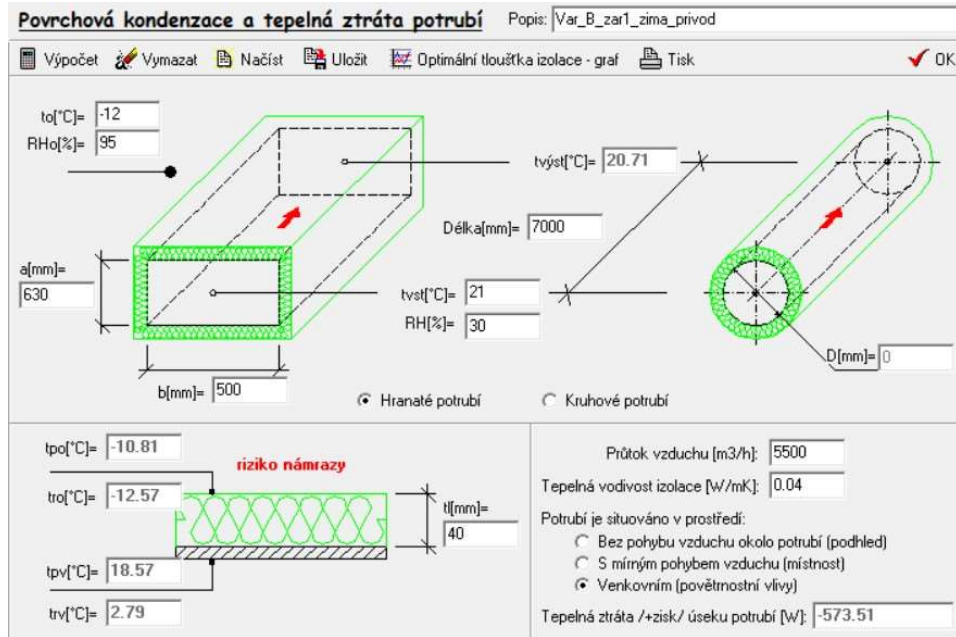 Povrchová kondenzace a tepelná ztráta potrubí Popis: Var_B_zar1_zima_privod
Výpočet Vymazat Načíst Uložit Optimální tloušťka izolace - graf Tisk OK
to[°C]= -12
RHo[%]= 95
tvýst[°C]= 20.71
Délka[mm]= 7000
a[mm]=
630
tvst[°C]= 21
RH[%]= 30
D[mm]= 0
b[mm]= 500
Hranaté potrubí Kruhové potrubí
tpo[°C]= -10.81
riziko námrazy
tro[°C]= -12.57
tl[mm]=
40
tpv[°C]= 18.57
trv[°C]= 2.79
Průtok vzduchu [m3/h]: 5500
Tepelná vodivost izolace [W/mK]: 0.04
Potrubí je situováno v prostředí:
Bez pohybu vzduchu okolo potrubí (podhled)
S mírným pohybem vzduchu (místnost)
Venkovním (povětrnostní vlivy)
Tepelná ztráta /+zisk/ úseku potrubí [W]: -573.51